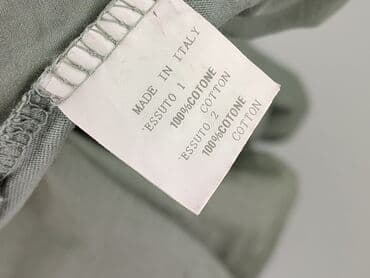 MADE IN ITALY
'ESSUTO 1
100%COTONE
COTTON
'ESSUTO 2
100%COTONE
COTTON